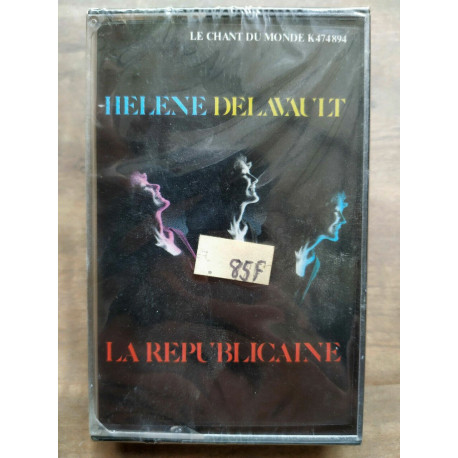 LE CHANT DU MONDE K474894
HELENE DELAVAULT
85F
LA REPUBLICAINE